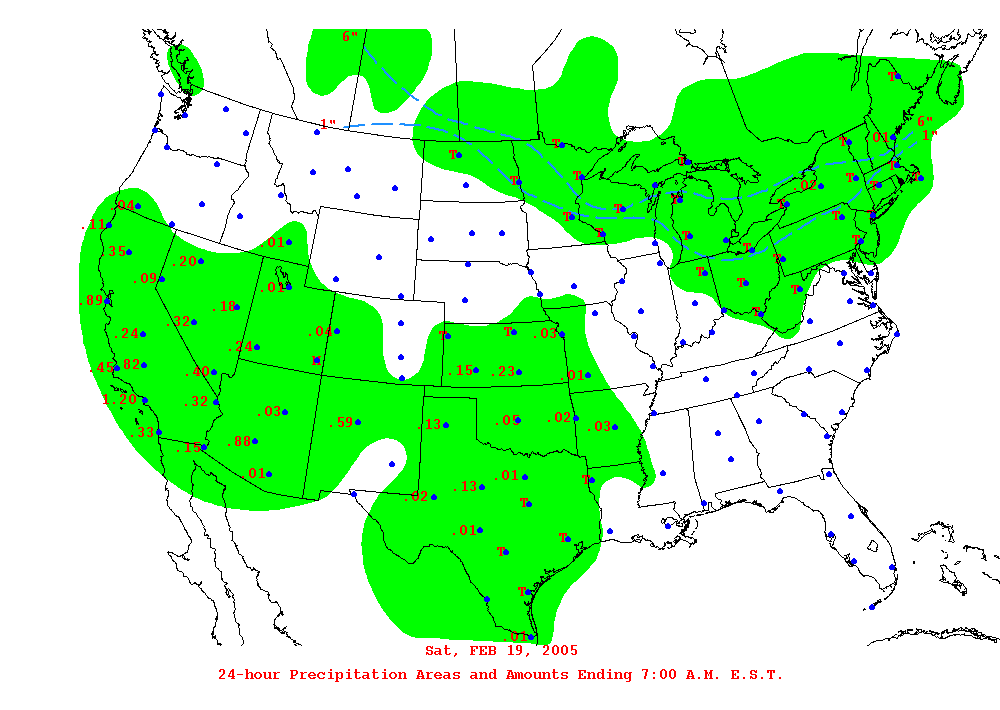 6"
1"
6"
1"
T
.01
T
T
T
T
T
T
T
T
T
.02
T
T
T
T
.04
.11
T
T
T
T
T
T
T
.01
.35
T
T
.20
.09
T
T
.01
T
.89
.18
T
.32
.04
T
T
.03
.24
.24
M
.45
.82
.40
.15
.23
.01
1.20
.32
.03
.59
.13
.05
.02
.03
.33
.15
.88
.01
.01
T
.02
.13
T
.01
T
T
T
.01
Sat, FEB 19, 2005
24-hour Precipitation Areas and Amounts Ending 7:00 A.M. E.S.T.